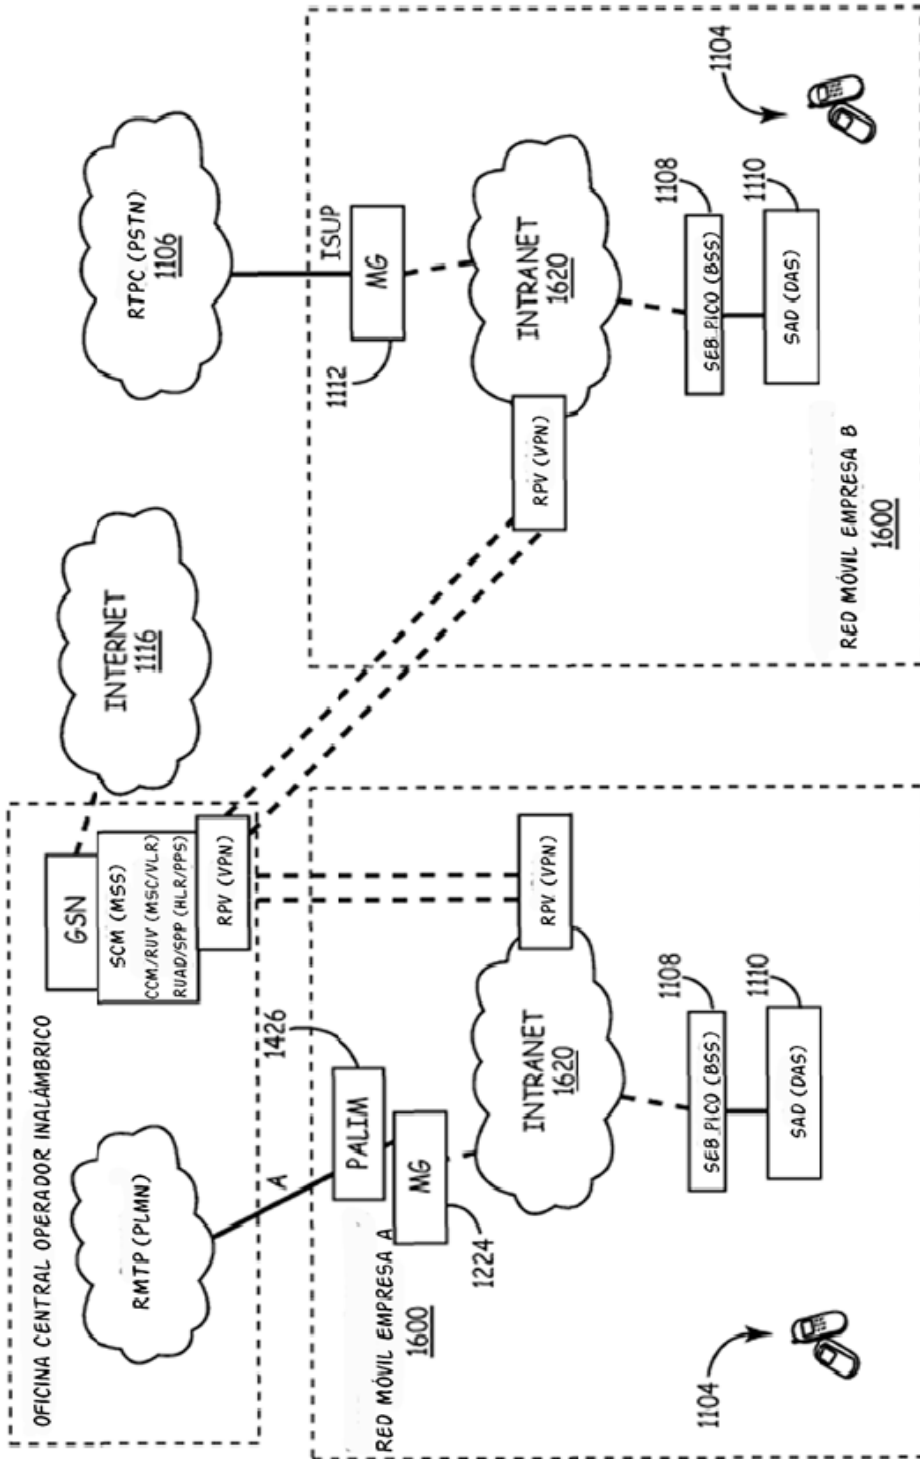 OFICINA CENTRAL OPERADOR INALÁMBRICO
RMTP (PLMN)
GSN
SCM (MSS)
CCM/RUV (MSC/VLR)
RUAD/SPP (HLR/PPS)
RPV (VPN)
INTERNET
1116
RTPC (PSTN)
1106
A
1426
PALIM
MG
1224
RED MÓVIL EMPRESA A
1600
INTRANET
1620
RPV (VPN)
SEB PICO (BSS)
1108
SAD (DAS)
1110
1104
ISUP
MG
1112
INTRANET
1620
RPV (VPN)
SEB PICO (BSS)
1108
SAD (DAS)
1110
1104
RED MÓVIL EMPRESA B
1600